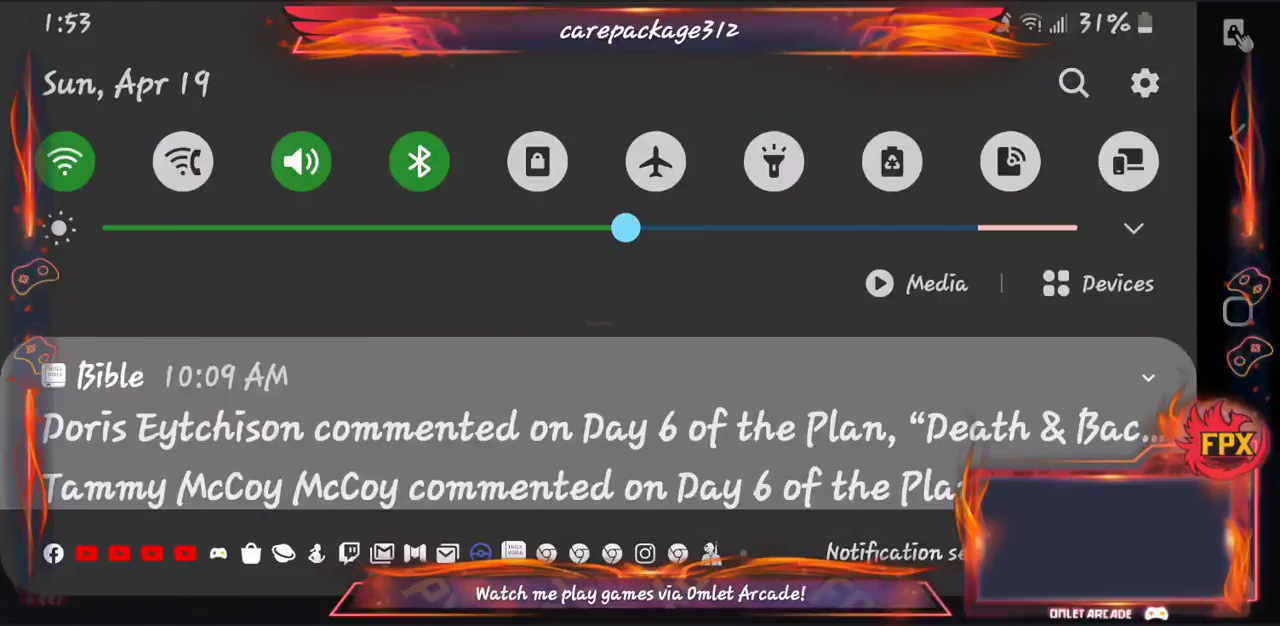 1:53
carepackage312
31%
Sun, Apr 19
Media
Devices
Bible 10:09 AM
Doris Eytchison commented on Day 6 of the Plan, “Death & Bac...
Tammy McCoy McCoy commented on Day 6 of the Pla
Notification se
FPX
Watch me play games via Omlet Arcade!
OMLET ARCADE